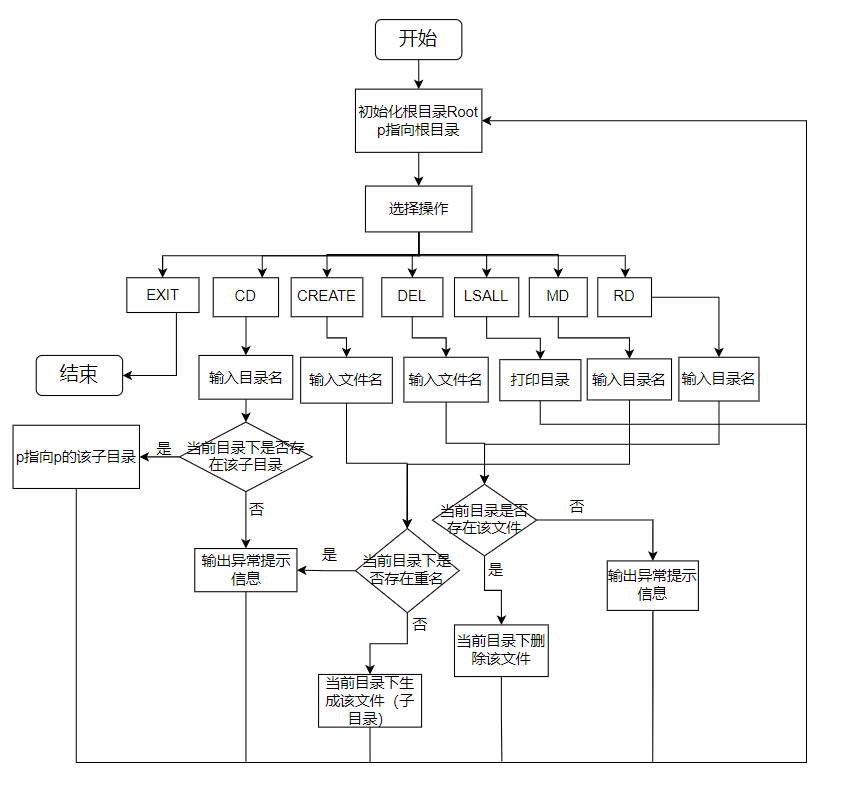 开始
初始化根目录Root
p指向根目录
选择操作
EXIT
CD
CREATE
DEL
LSALL
MD
RD
结束
输入目录名
输入文件名
输入文件名
打印目录
输入目录名
输入目录名
p指向p的该子目录
是
当前目录下是否存
在该子目录
否
当前目录是否
存在该文件
否
输出异常提示
信息
是
当前目录下是
否存在重名
是
输出异常提示
信息
否
当前目录下删
除该文件
当前目录下生
成该文件（子
目录）